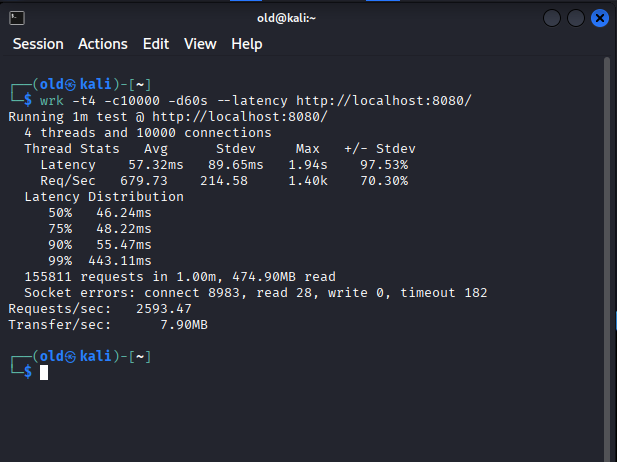 old@kali:~
Session Actions Edit View Help
┌──(old㉿kali)-[~]
└─$ wrk -t4 -c10000 -d60s --latency http://localhost:8080/
Running 1m test @ http://localhost:8080/
  4 threads and 10000 connections
  Thread Stats   Avg      Stdev     Max   +/- Stdev
    Latency    57.32ms   89.65ms   1.94s    97.53%
    Req/Sec   679.73    214.58     1.40k    70.30%
  Latency Distribution
     50%   46.24ms
     75%   48.22ms
     90%   55.47ms
     99%  443.11ms
  155811 requests in 1.00m, 474.90MB read
  Socket errors: connect 8983, read 28, write 0, timeout 182
Requests/sec:   2593.47
Transfer/sec:      7.90MB
┌──(old㉿kali)-[~]
└─$